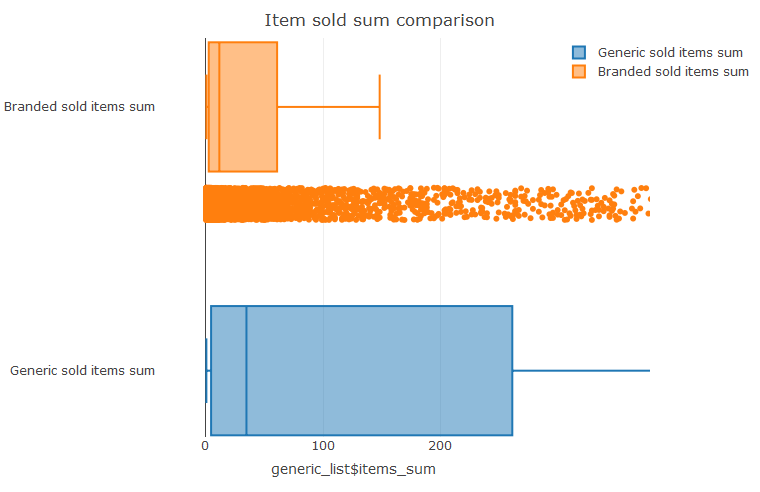 Item sold sum comparison
Generic sold items sum
Branded sold items sum
Branded sold items sum
Generic sold items sum
0 100 200
generic_list$items_sum